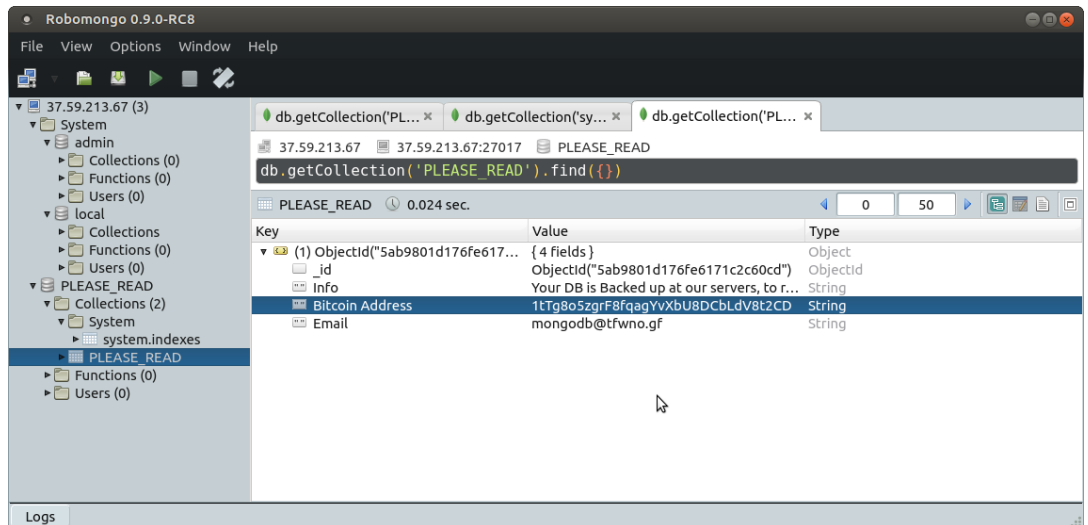 Robomongo 0.9.0-RC8
File View Options Window Help
37.59.213.67 (3)
System
admin
Collections (0)
Functions (0)
Users (0)
local
Collections
Functions (0)
Users (0)
PLEASE_READ
Collections (2)
System
system.indexes
PLEASE_READ
Functions (0)
Users (0)
db.getCollection('PL... db.getCollection('sy... db.getCollection('PL...
37.59.213.67 37.59.213.67:27017 PLEASE_READ
db.getCollection('PLEASE_READ').find({})
PLEASE_READ 0.024 sec. 0 50
Key Value Type
(1) ObjectId("5ab9801d176fe617... { 4 fields } Object
_id ObjectId("5ab9801d176fe6171c2c60cd") ObjectId
Info Your DB is Backed up at our servers, to r... String
Bitcoin Address 1tTg8o5zgrF8fqagYvXbU8DCbLdV8t2CD String
Email mongodb@tfwno.gf String
Logs